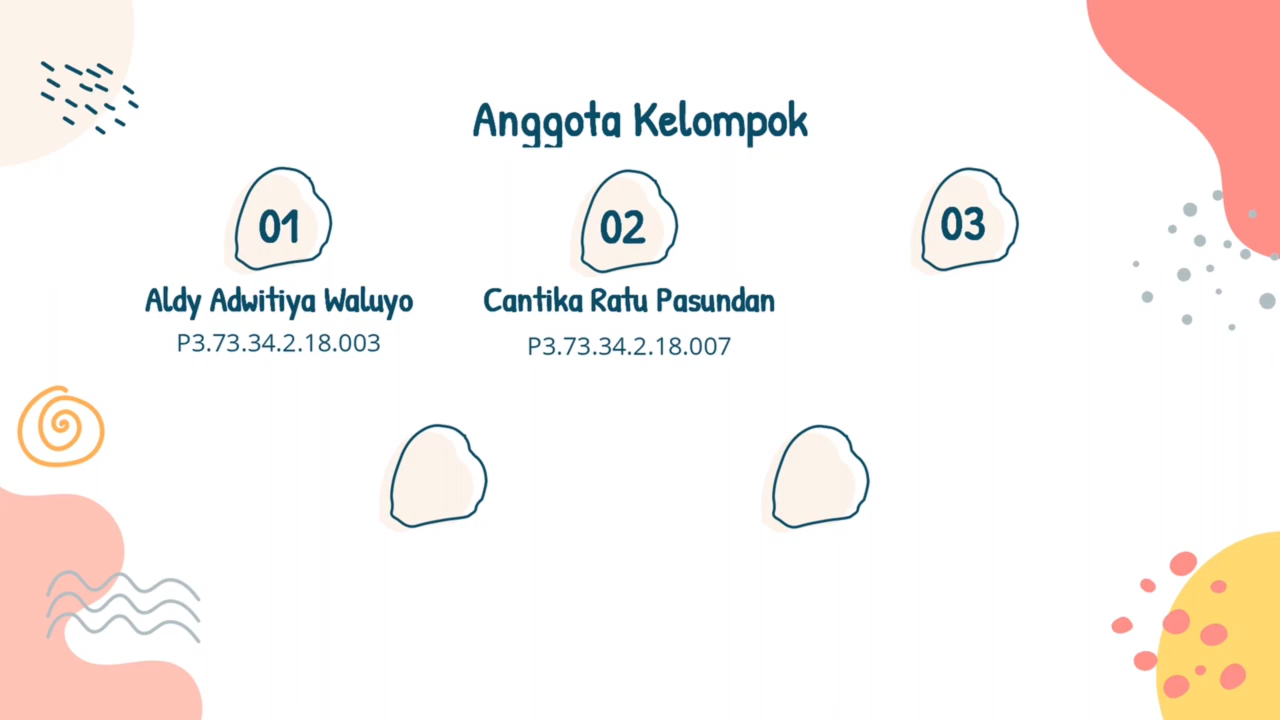 Anggota Kelompok
01
02
03
Aldy Adwitiya Waluyo
Cantika Ratu Pasundan
P3.73.34.2.18.003
P3.73.34.2.18.007